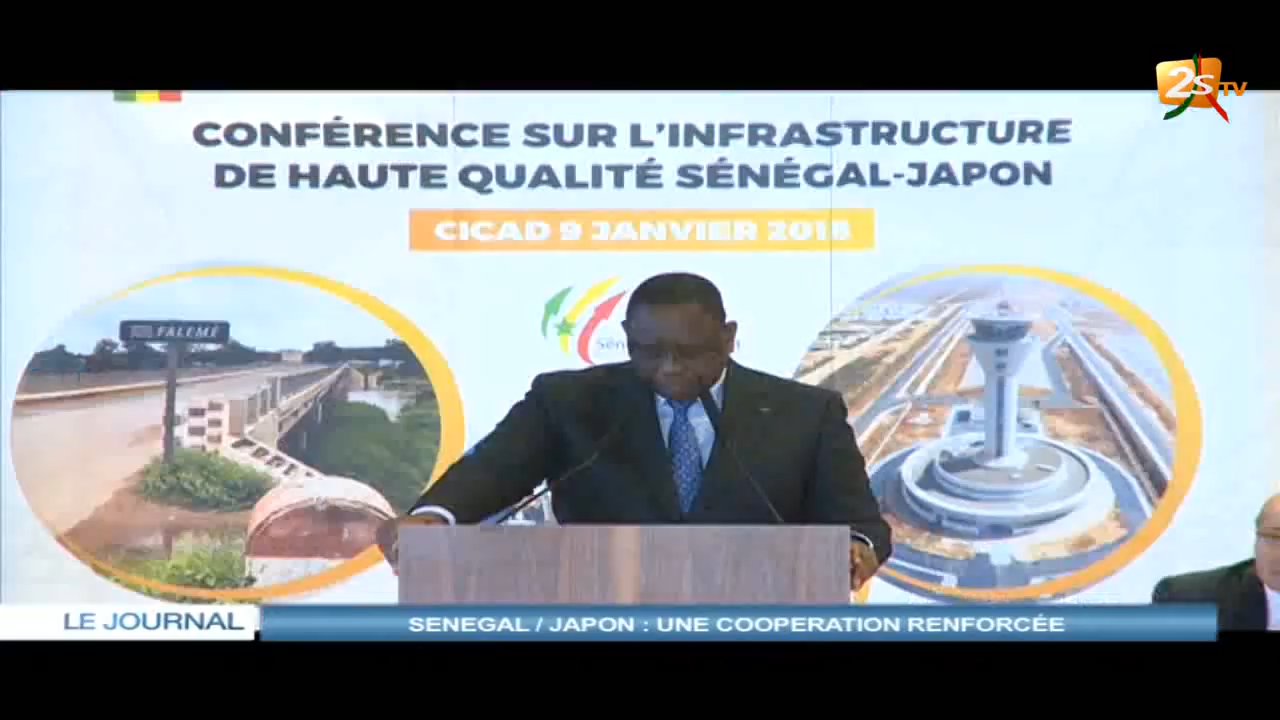 2STV
CONFÉRENCE SUR L'INFRASTRUCTURE
DE HAUTE QUALITÉ SÉNÉGAL-JAPON
CICAD 9 JANVIER 2018
FALEMÉ
LE JOURNAL
SENEGAL / JAPON : UNE COOPERATION RENFORCÉE